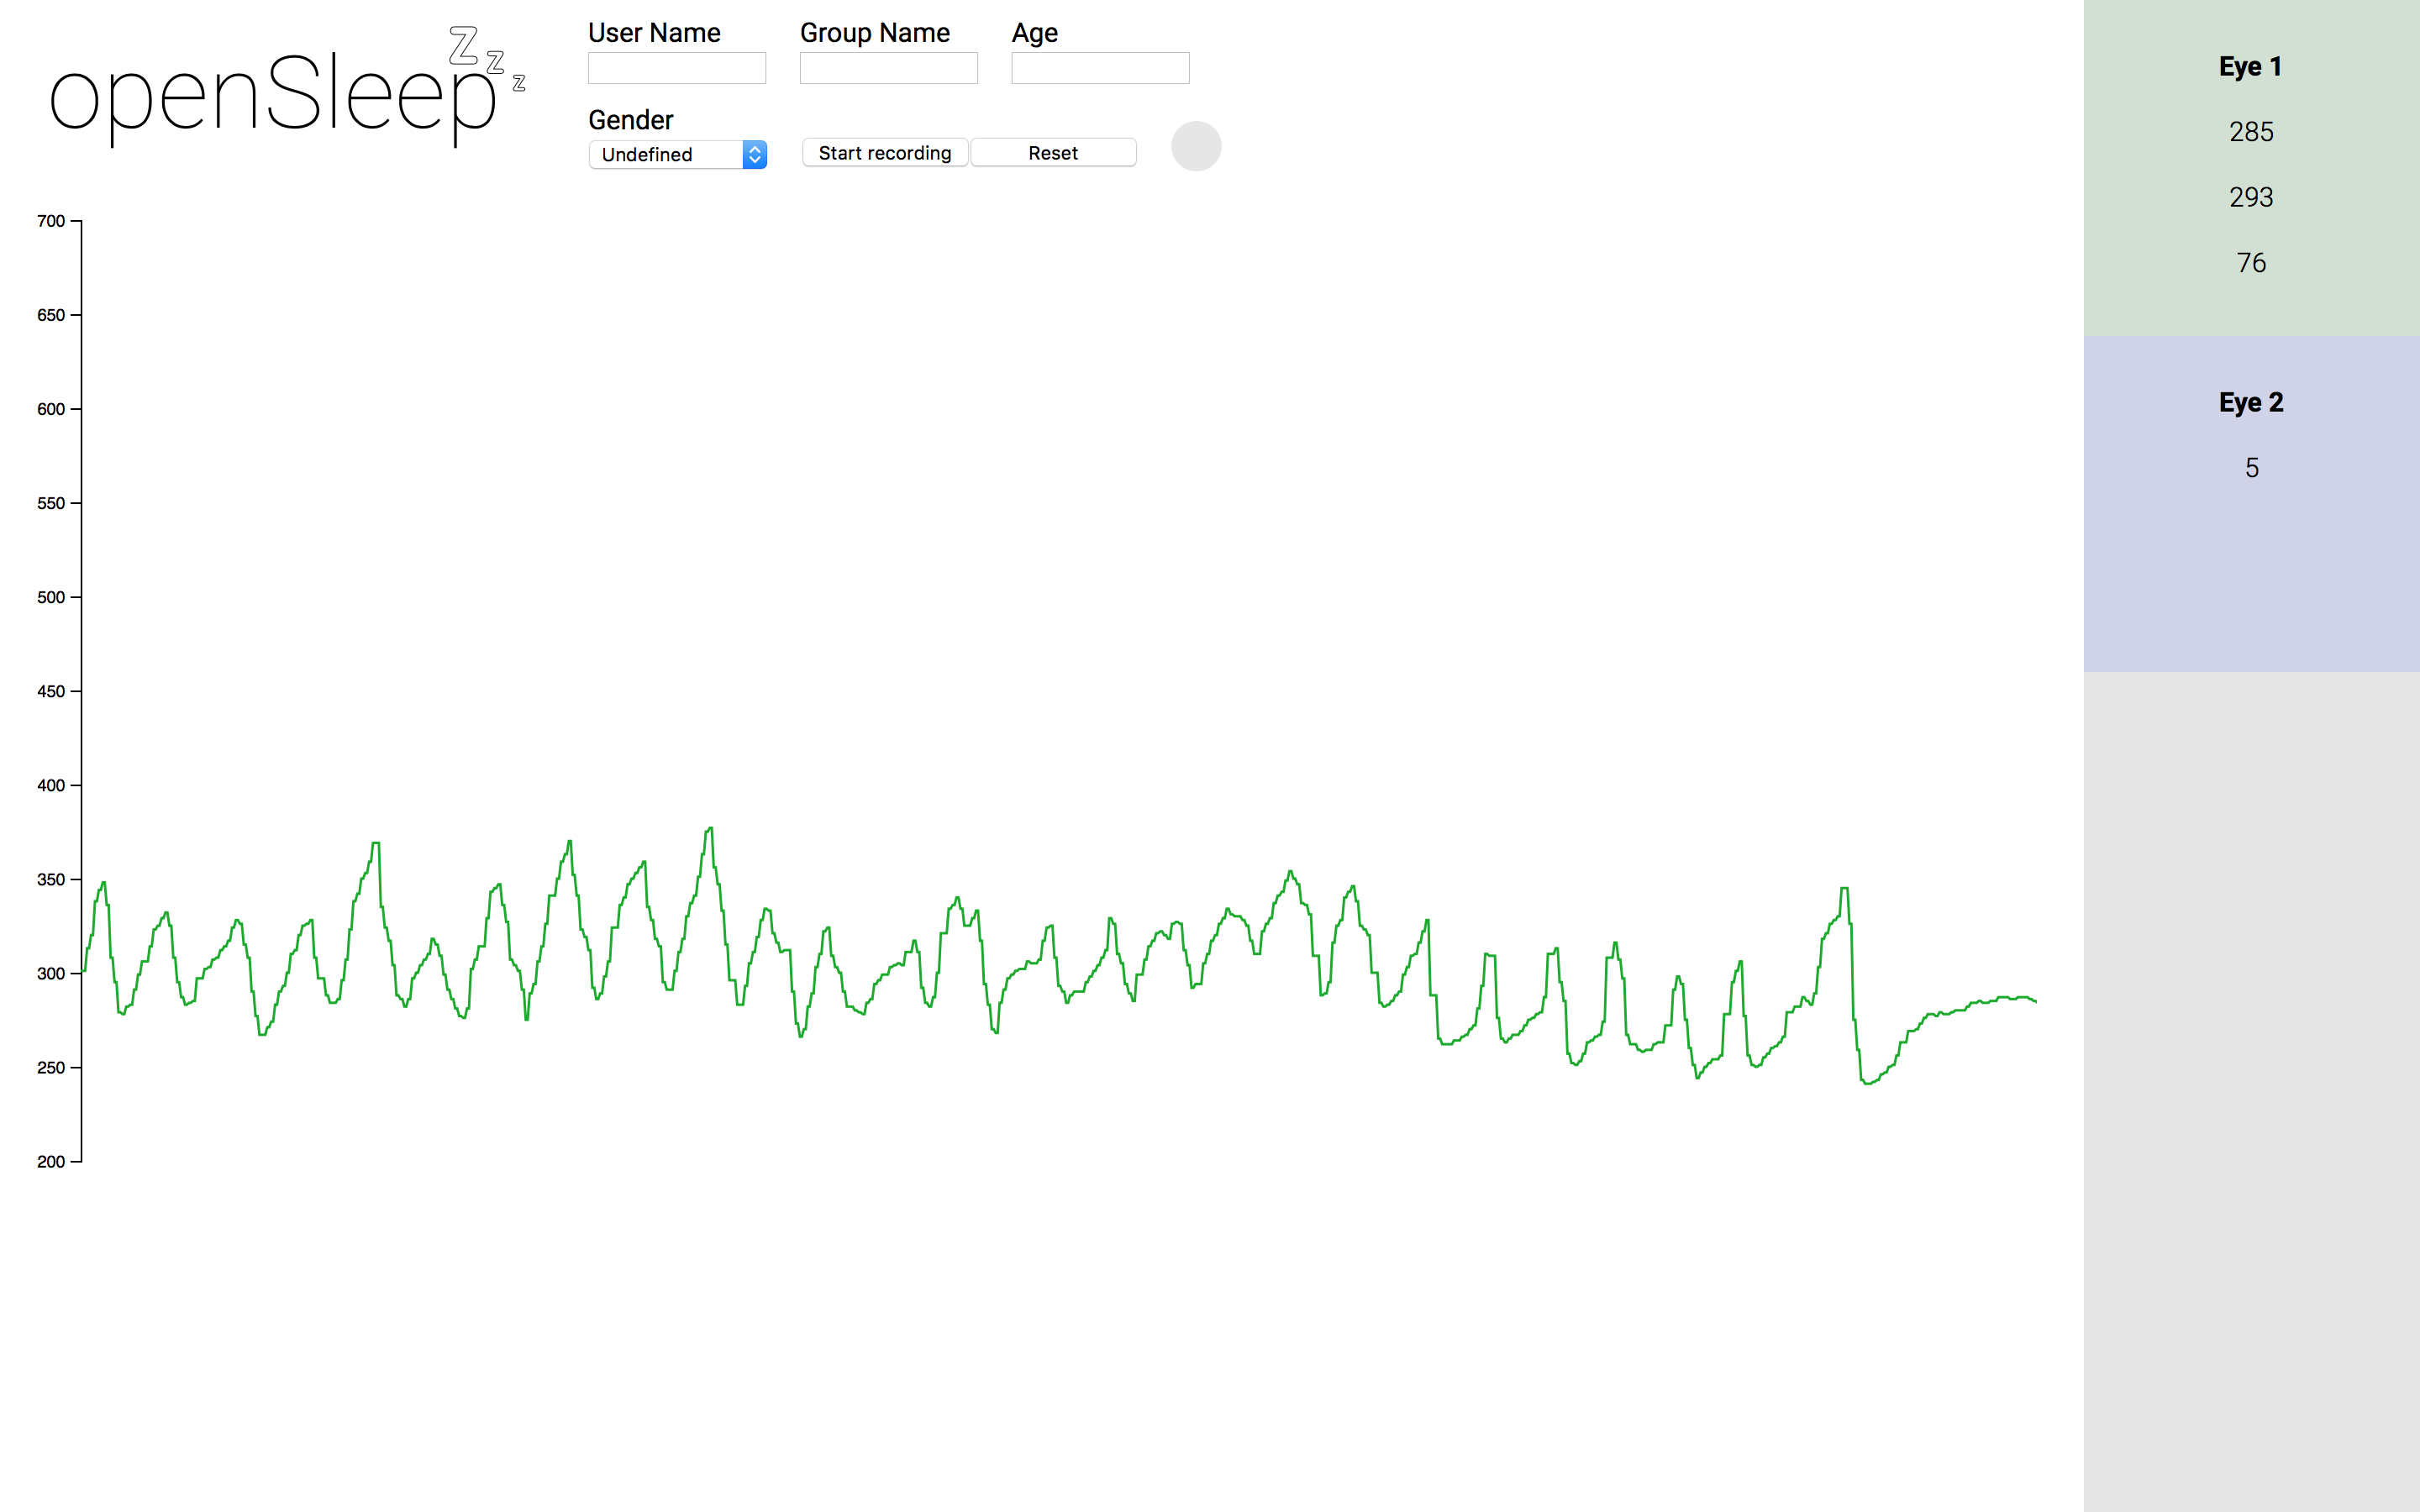 openSleep z z z
User Name Group Name Age
Gender
Undefined Start recording Reset
700
650
600
550
500
450
400
350
300
250
200
Eye 1
285
293
76
Eye 2
5